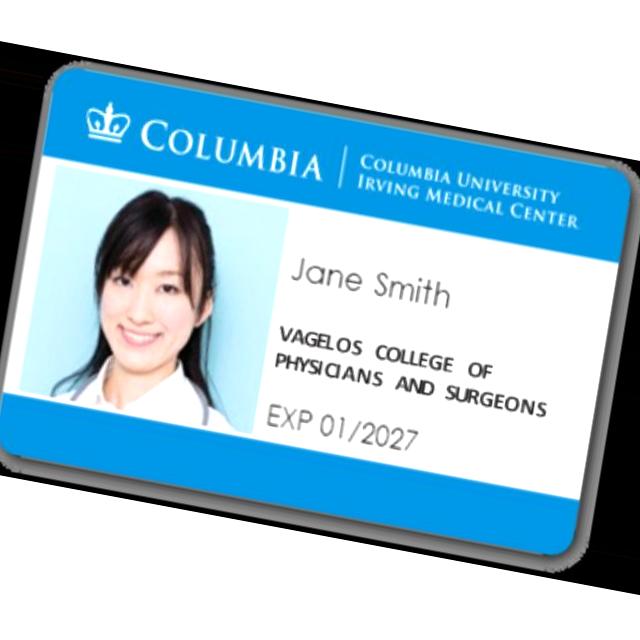 COLUMBIA
COLUMBIA UNIVERSITY
IRVING MEDICAL CENTER
Jane Smith
VAGELOS COLLEGE OF
PHYSICIANS AND SURGEONS
EXP 01/2027